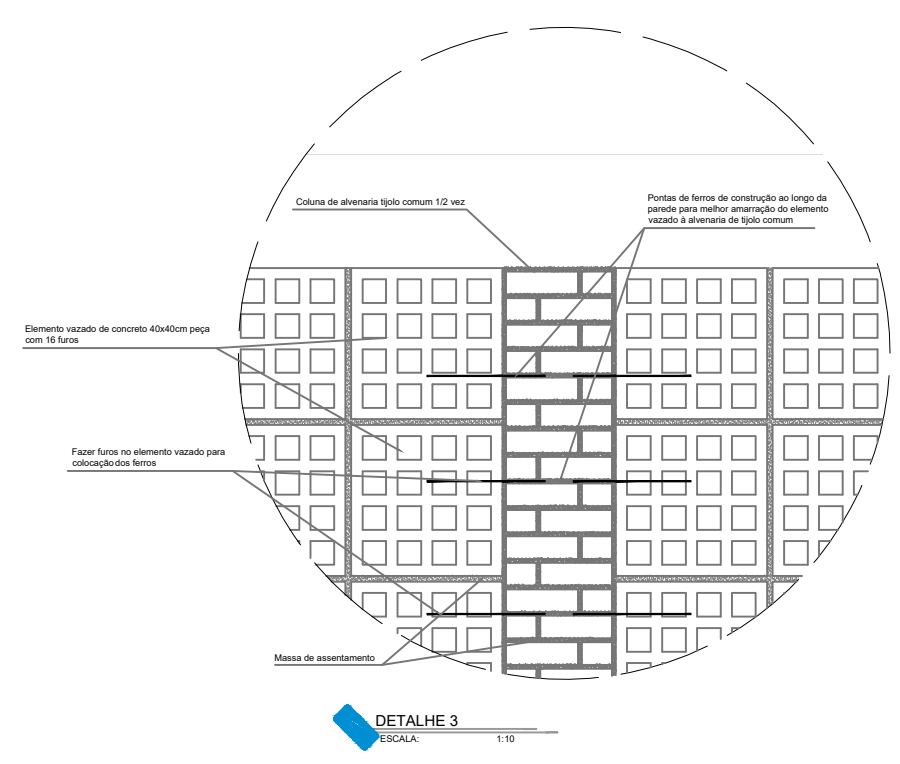 Coluna de alvenaria tijolo comum 1/2 vez
Pontas de ferros de construção ao longo da
parede para melhor amarração do elemento
vazado à alvenaria de tijolo comum
Elemento vazado de concreto 40x40cm peça
com 16 furos
Fazer furos no elemento vazado para
colocação dos ferros
Massa de assentamento
DETALHE 3
ESCALA: 1:10